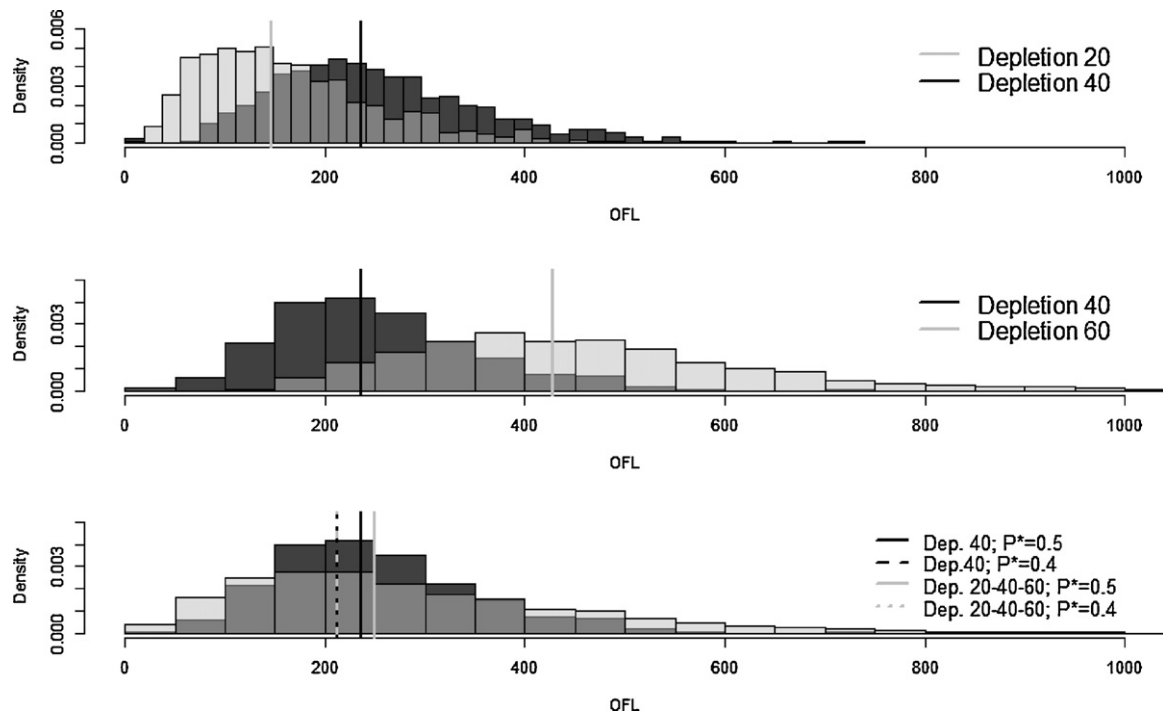 0.006
0.003
0.000
Density
Depletion 20
Depletion 40
0 200 400 600 800 1000
OFL
0.003
0.000
Density
Depletion 40
Depletion 60
0 200 400 600 800 1000
OFL
0.003
0.000
Density
Dep. 40; P*=0.5
Dep.40; P*=0.4
Dep. 20-40-60; P*=0.5
Dep. 20-40-60; P*=0.4
0 200 400 600 800 1000
OFL